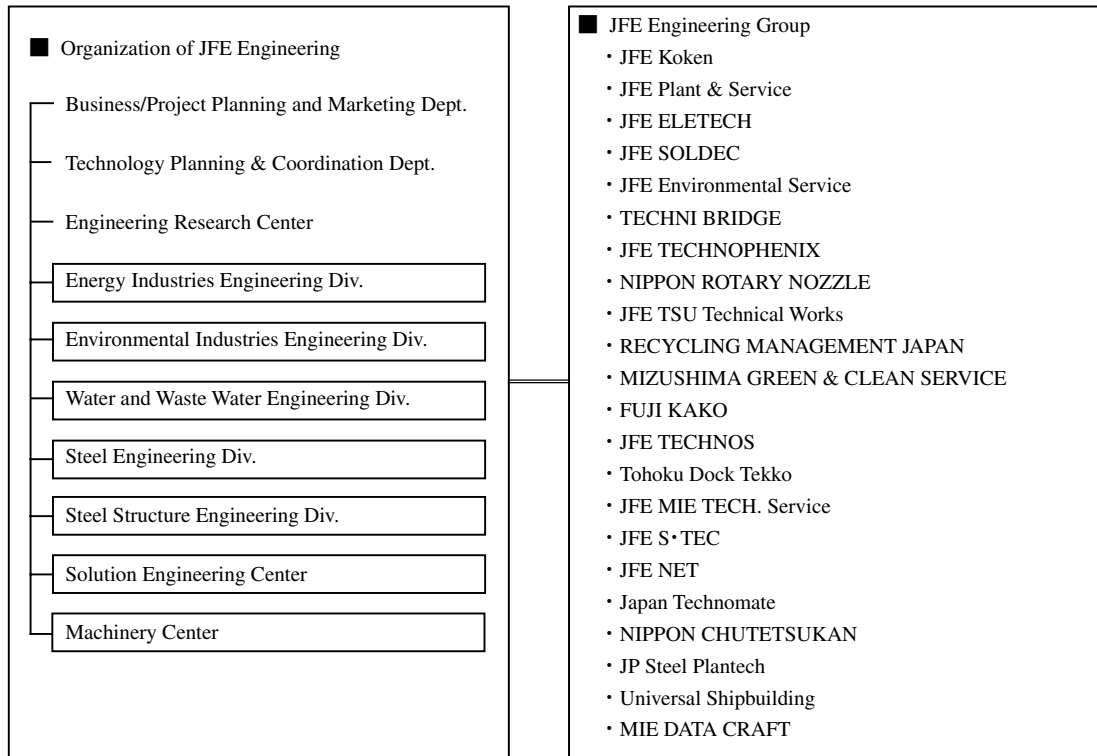 ■ Organization of JFE Engineering
Business/Project Planning and Marketing Dept.
Technology Planning & Coordination Dept.
Engineering Research Center
Energy Industries Engineering Div.
Environmental Industries Engineering Div.
Water and Waste Water Engineering Div.
Steel Engineering Div.
Steel Structure Engineering Div.
Solution Engineering Center
Machinery Center
■ JFE Engineering Group
・JFE Koken
・JFE Plant & Service
・JFE ELETECH
・JFE SOLDEC
・JFE Environmental Service
・TECHNI BRIDGE
・JFE TECHNOPHENIX
・NIPPON ROTARY NOZZLE
・JFE TSU Technical Works
・RECYCLING MANAGEMENT JAPAN
・MIZUSHIMA GREEN & CLEAN SERVICE
・FUJI KAKO
・JFE TECHNOS
・Tohoku Dock Tekko
・JFE MIE TECH. Service
・JFE S・TEC
・JFE NET
・Japan Technomate
・NIPPON CHUTETSUKAN
・JP Steel Plantech
・Universal Shipbuilding
・MIE DATA CRAFT